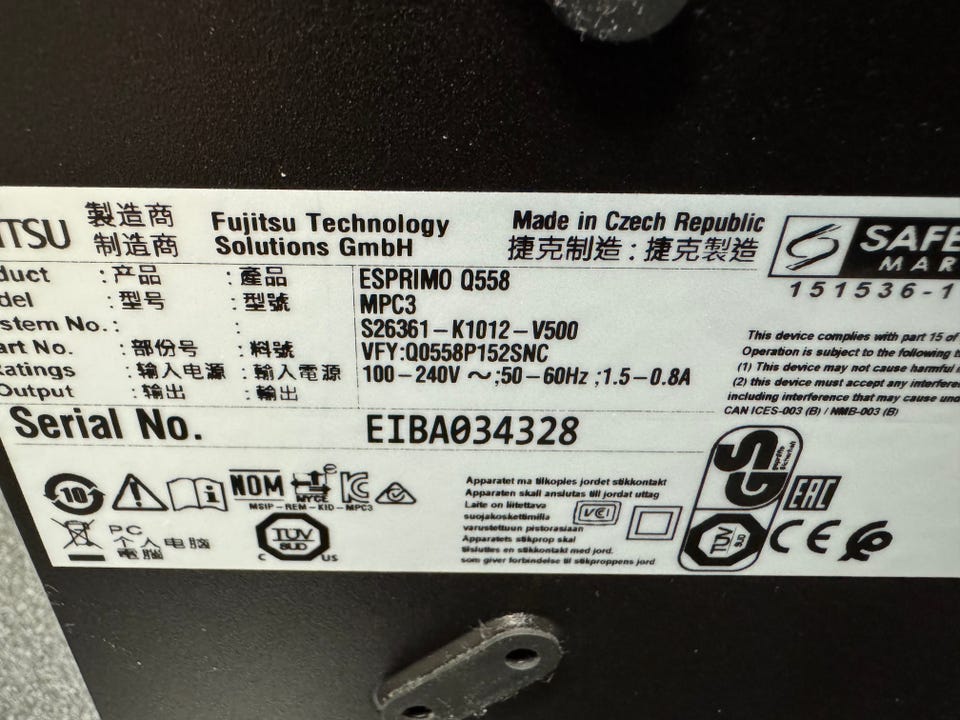 ITSU 製造商 制造商
Fujitsu Technology Solutions GmbH
Made in Czech Republic
捷克制造 : 捷克製造
SAFE
MAR
151536-1
duct : 产品 : 產品 ESPRIMO Q558
del : 型号 : 型號 MPC3
stem No. : : S26361-K1012-V500
art No. : 部份号 : 料號 VFY:Q0558P152SNC
atings : 输入电源 : 輸入電源 100-240V ~;50-60Hz ;1.5-0.8A
Output : 输出 : 輸出
Serial No. EIBA034328
This device complies with part 15 of
Operation is subject to the following
(1) This device may not cause harmful
(2) this device must accept any interfere
including interference that may cause un
CAN ICES-003 (B) / NMB-003 (B)
10 NOM KC
MSIP-REM-KID-MPC3
PC
个人电脑
電腦
C TÜV SÜD US
Apparatet må tilkoples jordet stikkontakt
Apparaten skall anslutas till jordat uttag
Laite on liitettävä
suojakoskettimilla
varustettuun pistorasiaan
Apparatets stikprop skal
tilsluttes en stikkontakt med jord,
som giver forbindelse til stikproppens jord
VCI
geprüfte Sicherheit
TÜV SÜD
EAC
CE